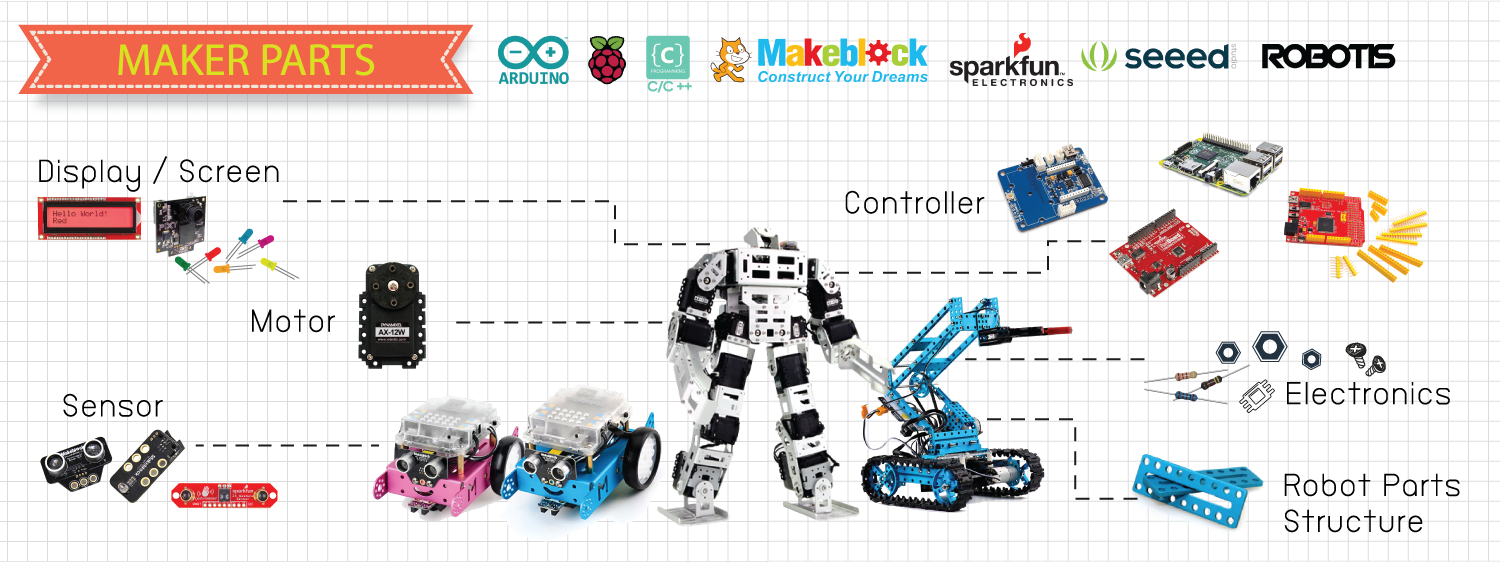 MAKER PARTS
ARDUINO
{C}
PROGRAMMING
C/C ++
Makeblock
Construct Your Dreams
sparkfun™
ELECTRONICS
seeed
studio
ROBOTIS
Display / Screen
Hello World!
Red
Controller
Motor
DYNAMIXEL
AX-12W
Sensor
sparkfun
Electronics
Robot Parts
Structure